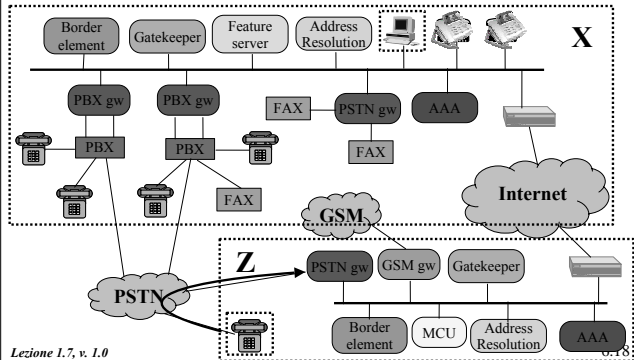 Border element
Gatekeeper
Feature server
Address Resolution
X
PBX gw
PBX gw
FAX
PSTN gw
AAA
FAX
PBX
PBX
FAX
Internet
GSM
Z
PSTN gw
GSM gw
Gatekeeper
PSTN
Border element
MCU
Address Resolution
AAA
Lezione 1.7, v. 1.0
6.18